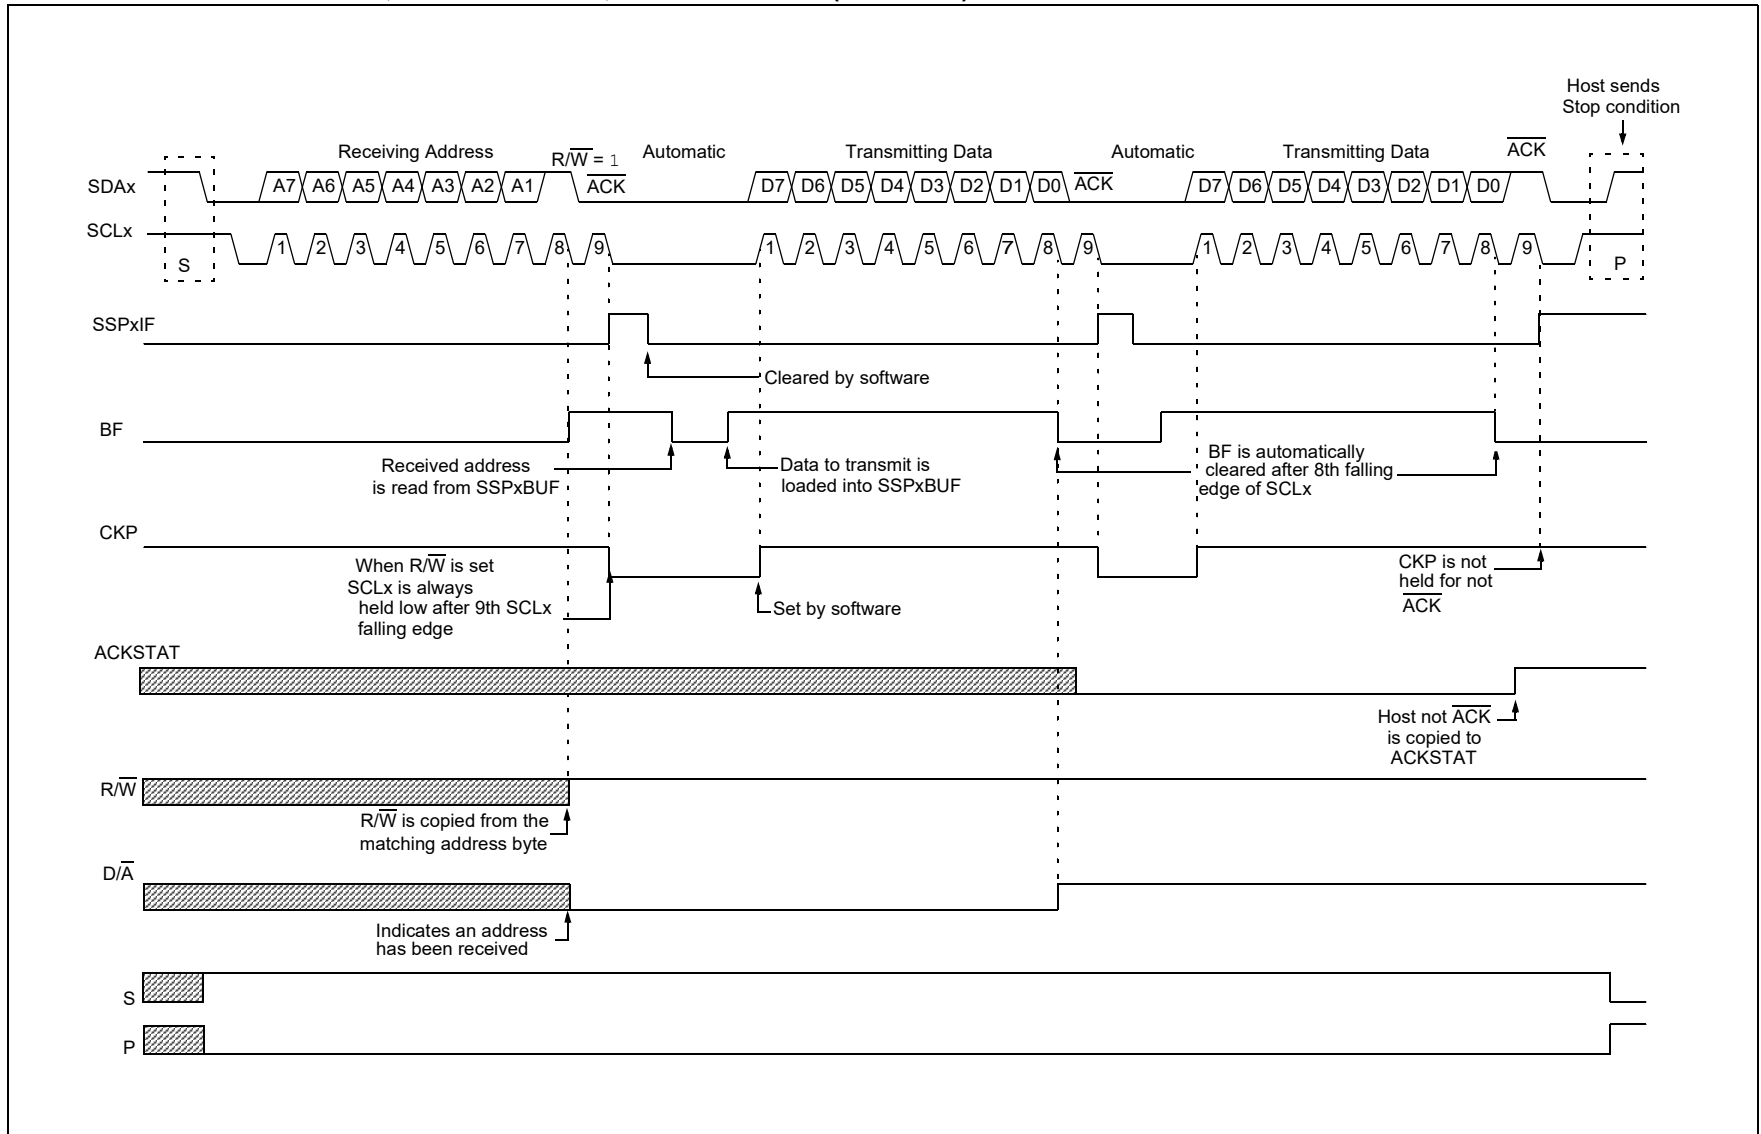 Host sends
Stop condition
Receiving Address
R/W̅ = 1
Automatic
Transmitting Data
Automatic
Transmitting Data
A̅C̅K̅
SDAx
A7 A6 A5 A4 A3 A2 A1
A̅C̅K̅
D7 D6 D5 D4 D3 D2 D1 D0
A̅C̅K̅
D7 D6 D5 D4 D3 D2 D1 D0
SCLx
S
1 2 3 4 5 6 7 8 9
1 2 3 4 5 6 7 8 9
1 2 3 4 5 6 7 8 9
P
SSPxIF
Cleared by software
BF
Received address
is read from SSPxBUF
Data to transmit is
loaded into SSPxBUF
BF is automatically
cleared after 8th falling
edge of SCLx
CKP
When R/W̅ is set
SCLx is always
held low after 9th SCLx
falling edge
Set by software
CKP is not
held for not
A̅C̅K̅
ACKSTAT
Host not A̅C̅K̅
is copied to
ACKSTAT
R/W̅
R/W̅ is copied from the
matching address byte
D/A̅
Indicates an address
has been received
S
P